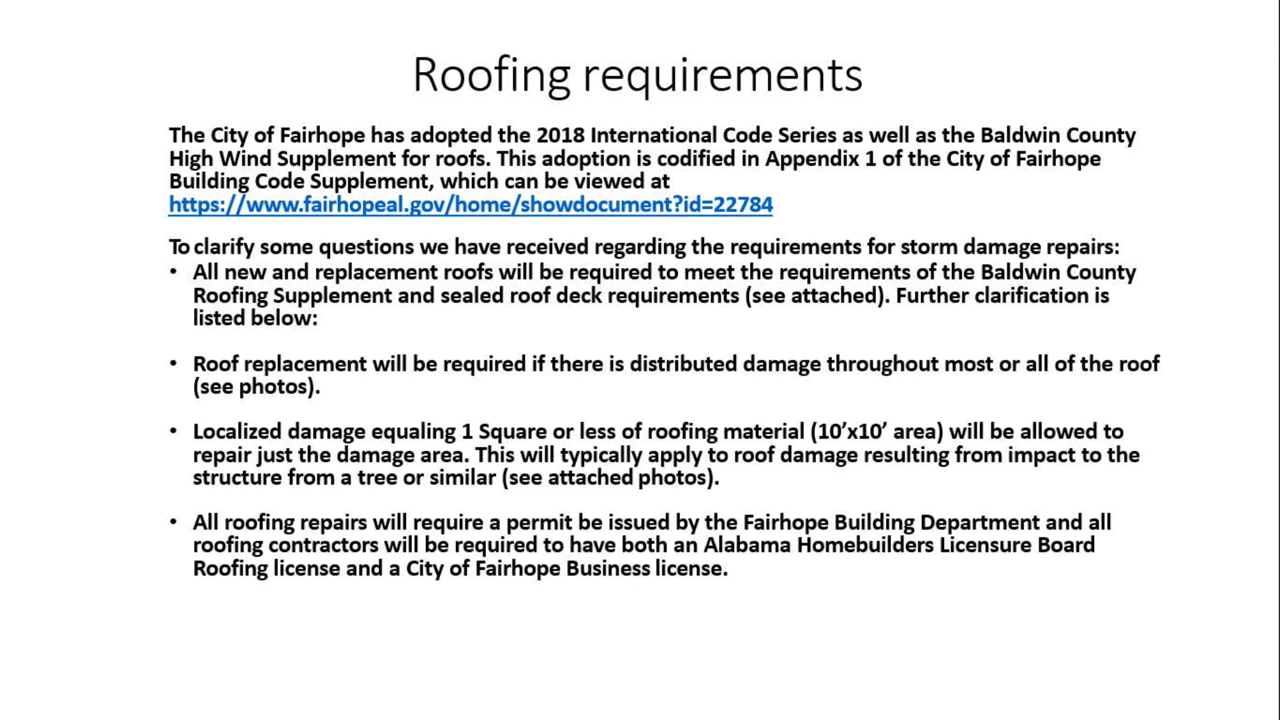 Roofing requirements
The City of Fairhope has adopted the 2018 International Code Series as well as the Baldwin County
High Wind Supplement for roofs. This adoption is codified in Appendix 1 of the City of Fairhope
Building Code Supplement, which can be viewed at
https://www.fairhopeal.gov/home/showdocument?id=22784
To clarify some questions we have received regarding the requirements for storm damage repairs:
• All new and replacement roofs will be required to meet the requirements of the Baldwin County
Roofing Supplement and sealed roof deck requirements (see attached). Further clarification is
listed below:
• Roof replacement will be required if there is distributed damage throughout most or all of the roof
(see photos).
• Localized damage equaling 1 Square or less of roofing material (10’x10’ area) will be allowed to
repair just the damage area. This will typically apply to roof damage resulting from impact to the
structure from a tree or similar (see attached photos).
• All roofing repairs will require a permit be issued by the Fairhope Building Department and all
roofing contractors will be required to have both an Alabama Homebuilders Licensure Board
Roofing license and a City of Fairhope Business license.